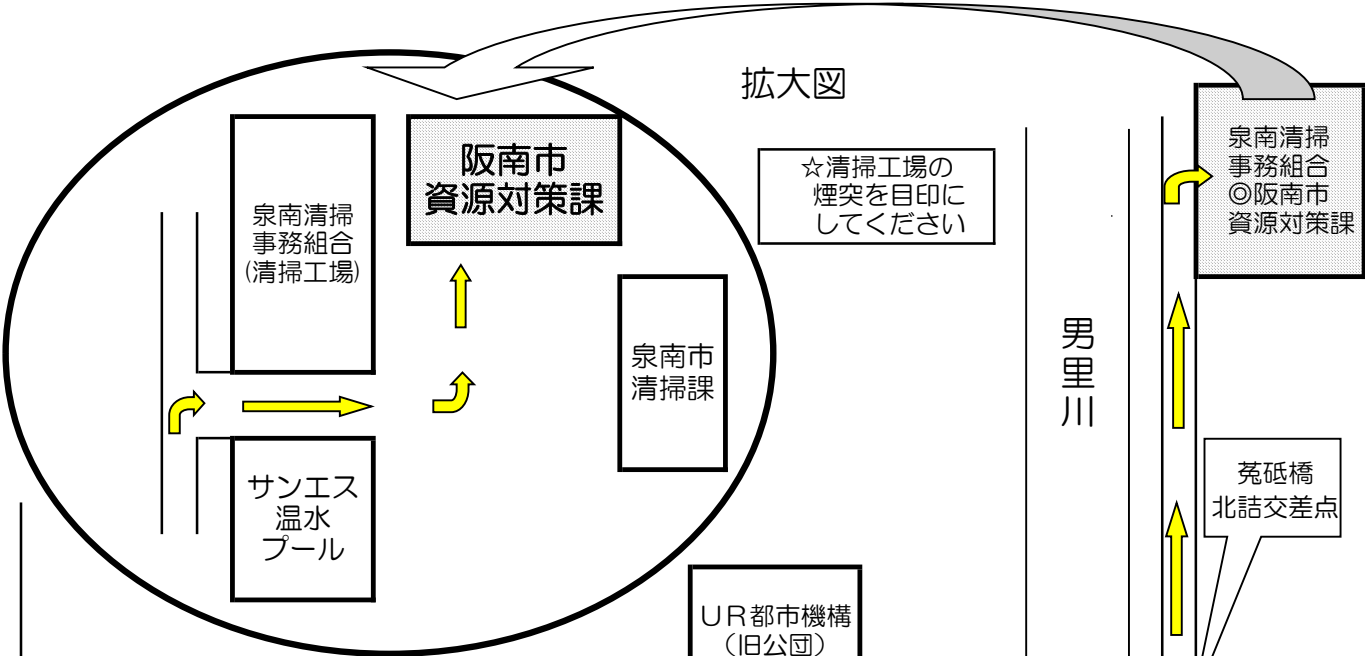 拡大図
阪南市
資源対策課
泉南清掃
事務組合
(清掃工場)
泉南市
清掃課
サンエス
温水
プール
☆清掃工場の
煙突を目印に
してください
泉南清掃
事務組合
◎阪南市
資源対策課
男里川
菟砥橋
北詰交差点
UR都市機構
(旧公団)